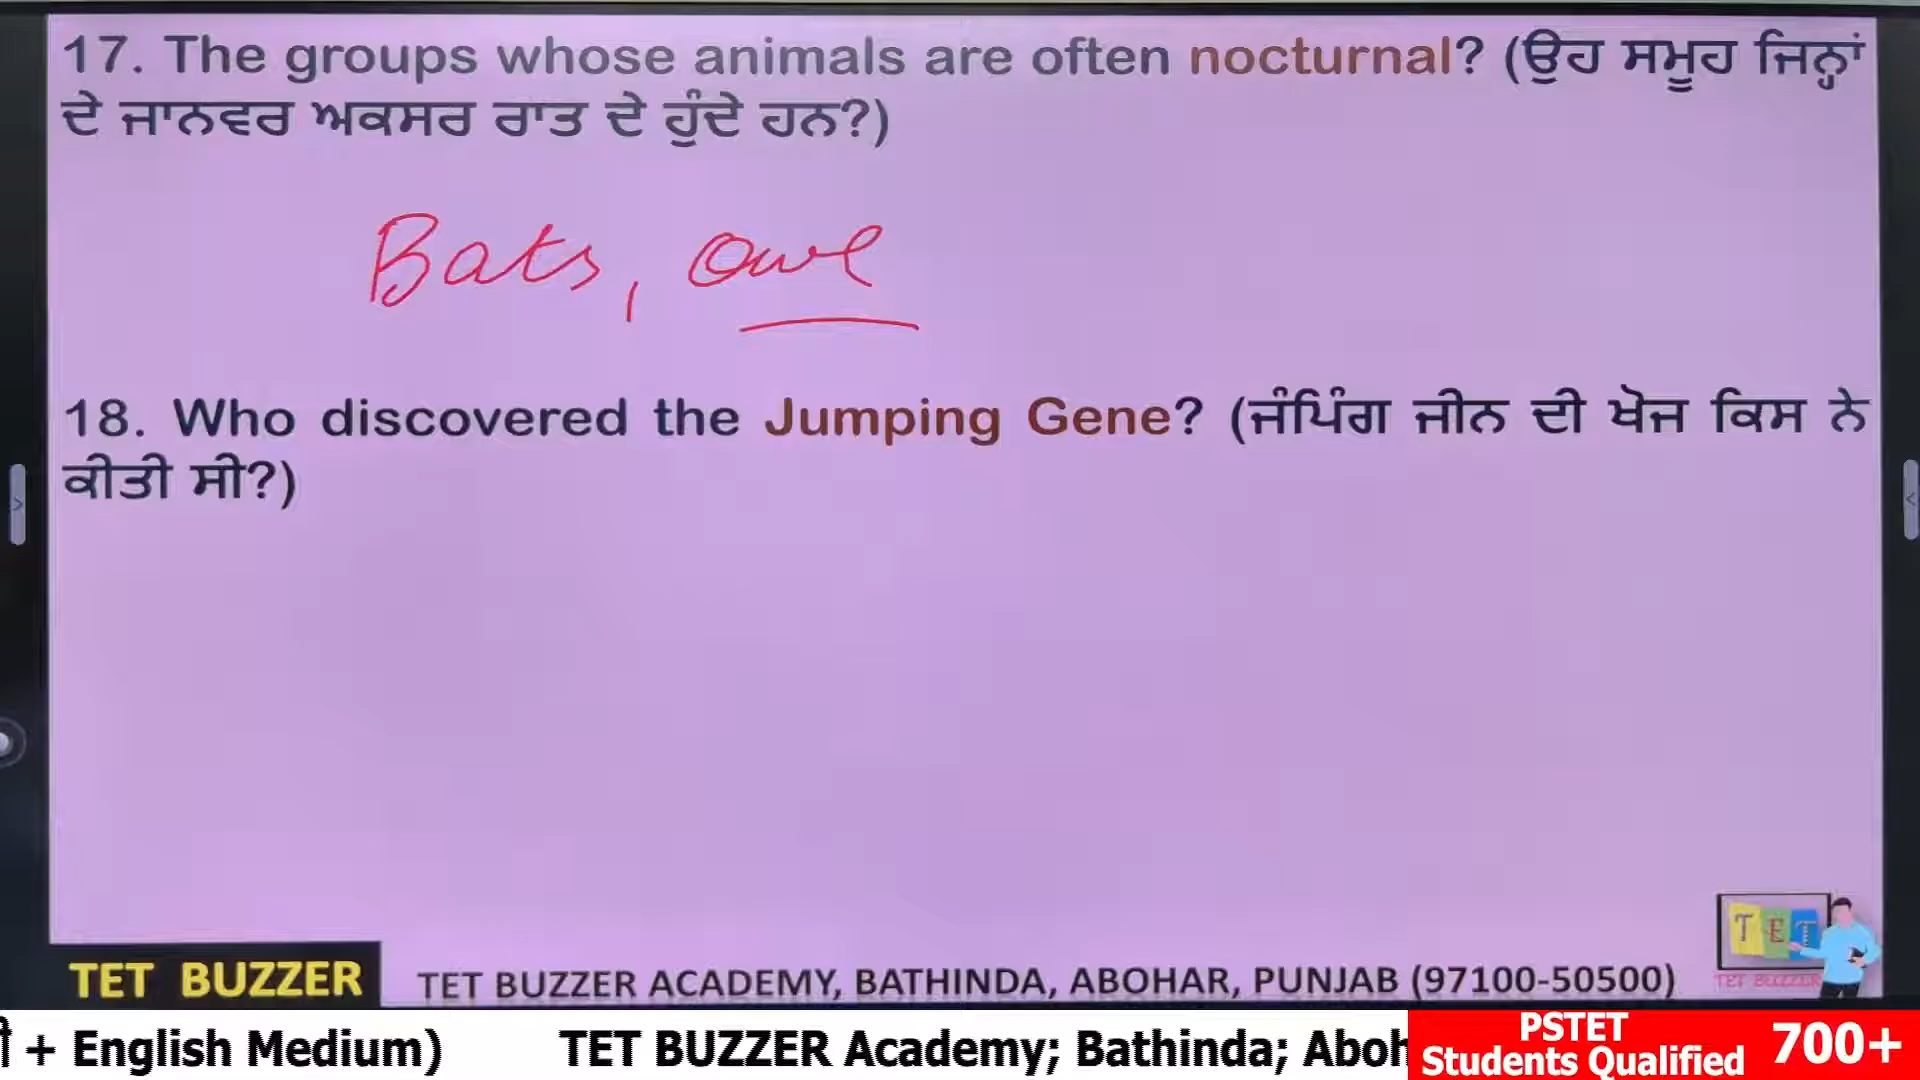 17. The groups whose animals are often nocturnal? (ਉਹ ਸਮੂਹ ਜਿਨ੍ਹਾਂ
ਦੇ ਜਾਨਵਰ ਅਕਸਰ ਰਾਤ ਦੇ ਹੁੰਦੇ ਹਨ?)
Bats, owl
18. Who discovered the Jumping Gene? (ਜੰਪਿੰਗ ਜੀਨ ਦੀ ਖੋਜ ਕਿਸ ਨੇ
ਕੀਤੀ ਸੀ?)
TET
TET BUZZER
TET BUZZER
TET BUZZER ACADEMY, BATHINDA, ABOHAR, PUNJAB (97100-50500)
+ English Medium) TET BUZZER Academy; Bathinda; Aboh
PSTET
Students Qualified
700+